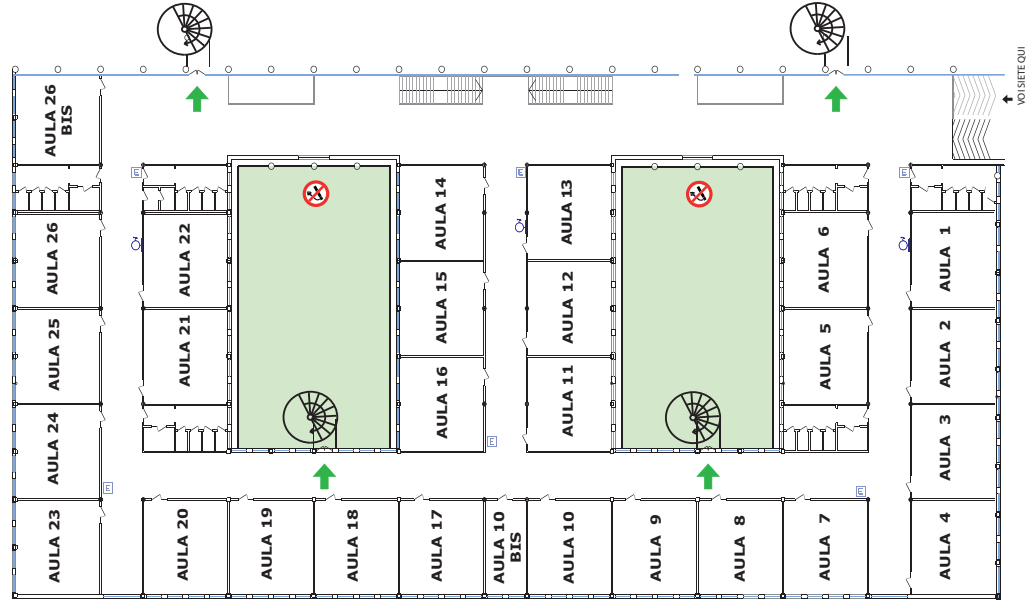 VOI SIETE QUI
AULA 26
BIS
AULA 14
AULA 13
AULA 26
AULA 22
AULA 6
AULA 1
AULA 15
AULA 12
AULA 25
AULA 21
AULA 5
AULA 2
AULA 16
AULA 11
AULA 24
AULA 3
AULA 23
AULA 20
AULA 19
AULA 18
AULA 17
AULA 10
BIS
AULA 10
AULA 9
AULA 8
AULA 7
AULA 4